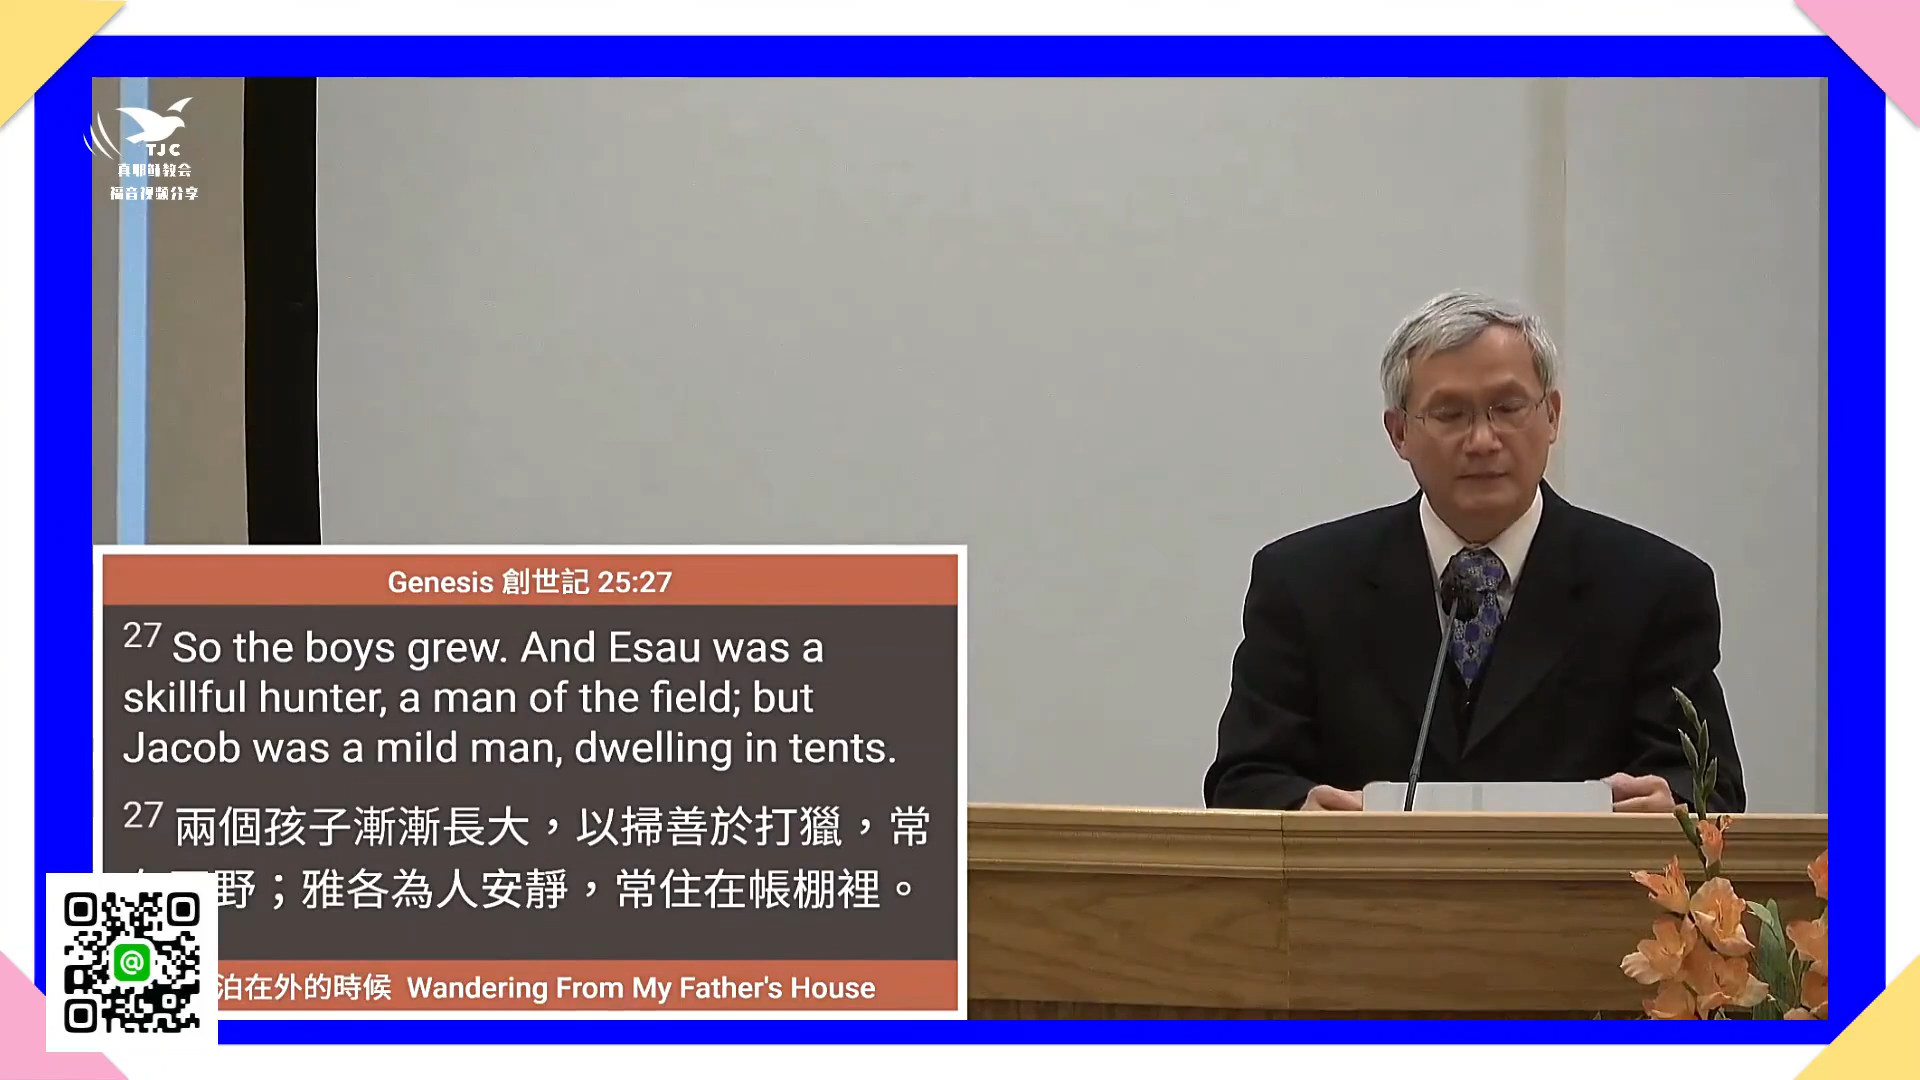 TJC
真耶穌教会
福音视频分享
Genesis 創世記 25:27
27 So the boys grew. And Esau was a
skillful hunter, a man of the field; but
Jacob was a mild man, dwelling in tents.
27 兩個孩子漸漸長大，以掃善於打獵，常
野；雅各為人安靜，常住在帳棚裡。
泊在外的時候 Wandering From My Father's House
@